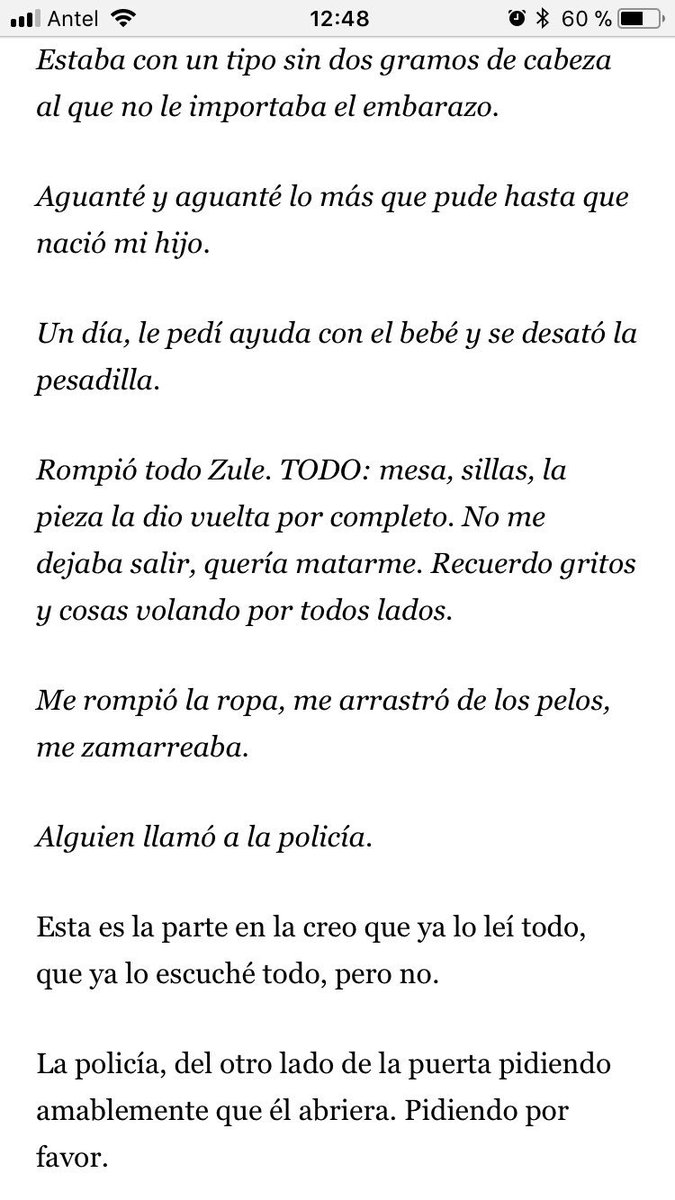 Antel 12:48 60 %
Estaba con un tipo sin dos gramos de cabeza
al que no le importaba el embarazo.
Aguanté y aguanté lo más que pude hasta que
nació mi hijo.
Un día, le pedí ayuda con el bebé y se desató la
pesadilla.
Rompió todo Zule. TODO: mesa, sillas, la
pieza la dio vuelta por completo. No me
dejaba salir, quería matarme. Recuerdo gritos
y cosas volando por todos lados.
Me rompió la ropa, me arrastró de los pelos,
me zamarreaba.
Alguien llamó a la policía.
Esta es la parte en la creo que ya lo leí todo,
que ya lo escuché todo, pero no.
La policía, del otro lado de la puerta pidiendo
amablemente que él abriera. Pidiendo por
favor.